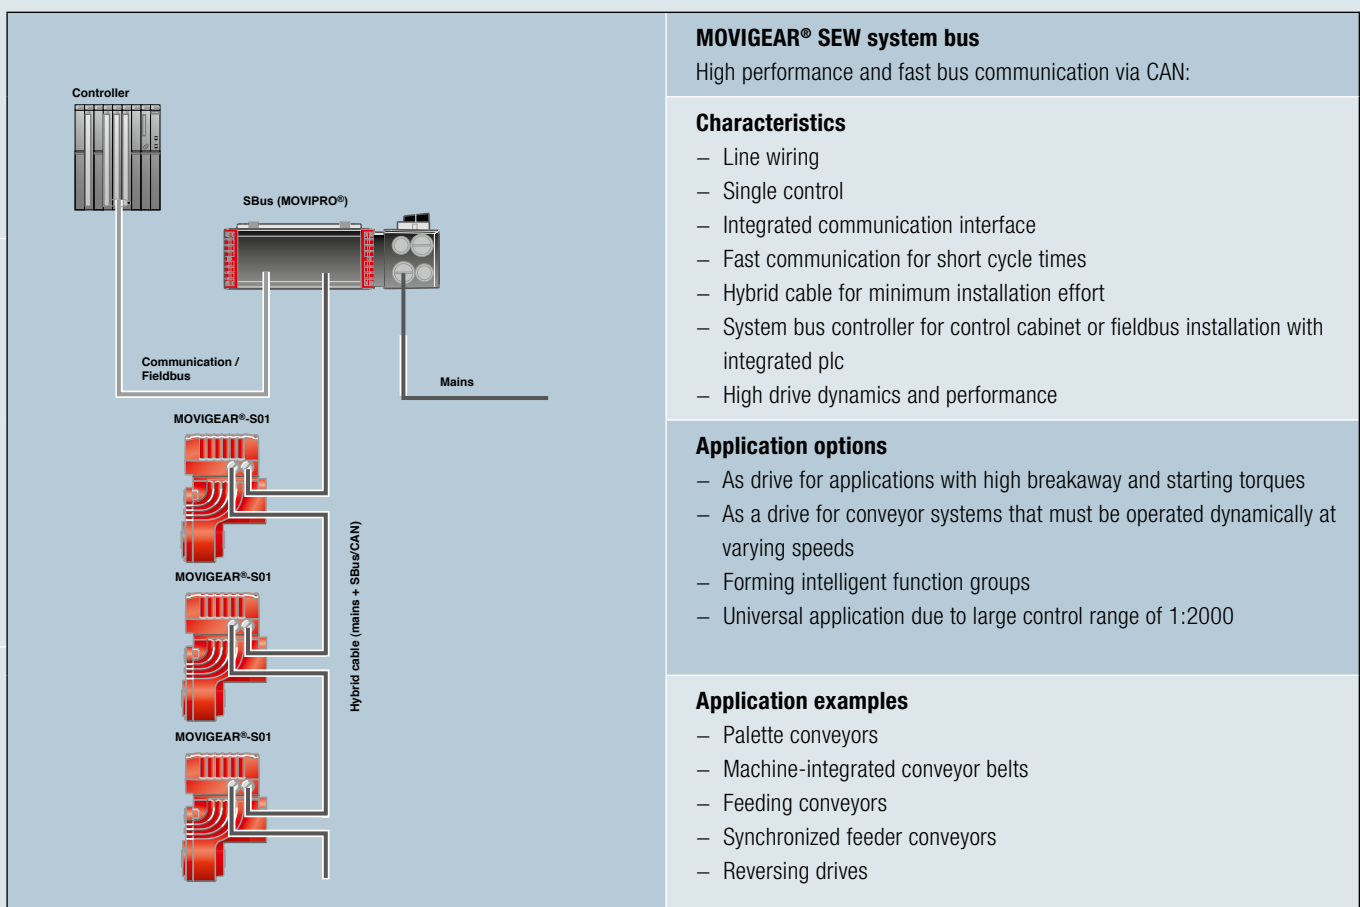 Controller
SBus (MOVIPRO®)
Communication /
Fieldbus
Mains
MOVIGEAR®-S01
MOVIGEAR®-S01
MOVIGEAR®-S01
Hybrid cable (mains + SBus/CAN)
MOVIGEAR® SEW system bus
High performance and fast bus communication via CAN:
Characteristics
– Line wiring
– Single control
– Integrated communication interface
– Fast communication for short cycle times
– Hybrid cable for minimum installation effort
– System bus controller for control cabinet or fieldbus installation with
integrated plc
– High drive dynamics and performance
Application options
– As drive for applications with high breakaway and starting torques
– As a drive for conveyor systems that must be operated dynamically at
varying speeds
– Forming intelligent function groups
– Universal application due to large control range of 1:2000
Application examples
– Palette conveyors
– Machine-integrated conveyor belts
– Feeding conveyors
– Synchronized feeder conveyors
– Reversing drives